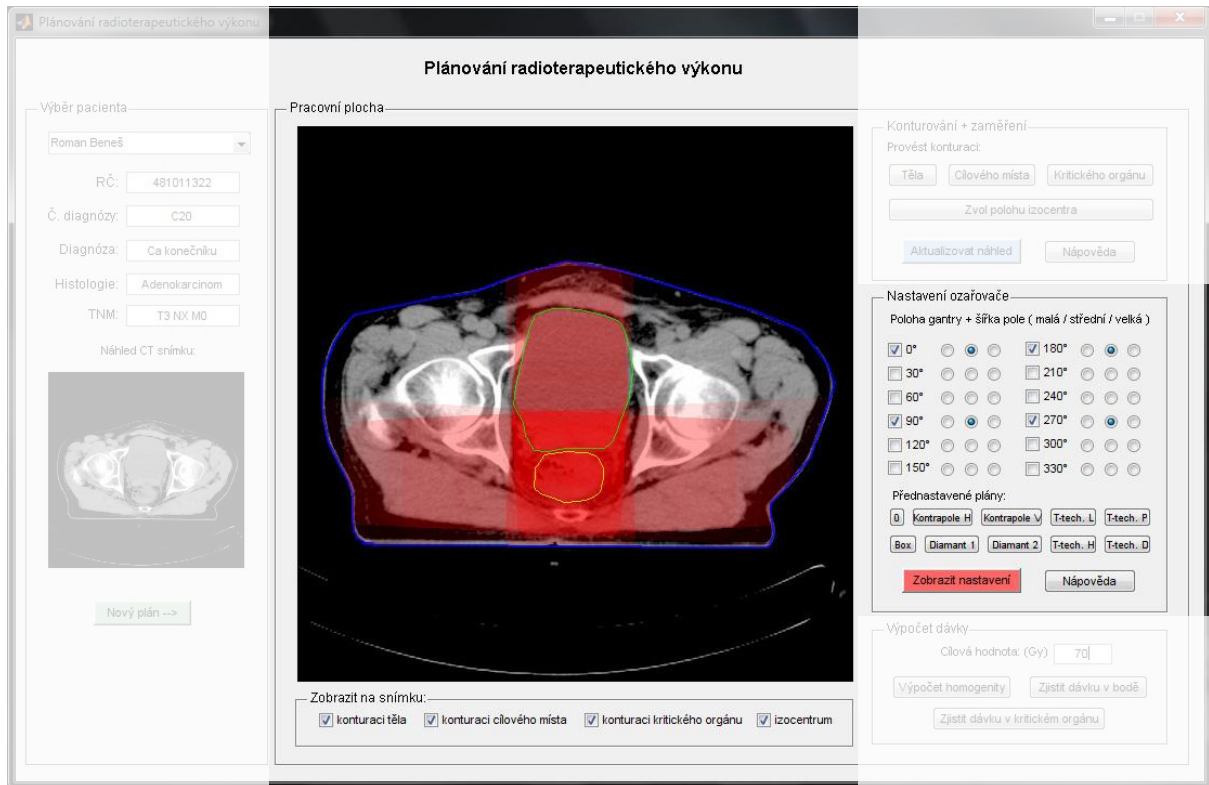 Plánování radioterapeutického výkonu
Plánování radioterapeutického výkonu
Výběr pacienta
Roman Beneš
RČ: 481011322
Č. diagnózy: C20
Diagnóza: Ca konečníku
Histologie: Adenokarcinom
TNM: T3 NX M0
Náhled CT snímku:
Nový plán -->
Pracovní plocha
Zobrazit na snímku:
konturaci těla konturaci cílového místa konturaci kritického orgánu izocentrum
Konturování + zaměření
Provést konturaci:
Těla Cílového místa Kritického orgánu
Zvol polohu izocentra
Aktualizovat náhled Nápověda
Nastavení ozařovače
Poloha gantry + šířka pole ( malá / střední / velká )
0° 180°
30° 210°
60° 240°
90° 270°
120° 300°
150° 330°
Přednastavené plány:
0 Kontrapole H Kontrapole V T-tech. L T-tech. P
Box Diamant 1 Diamant 2 T-tech. H T-tech. D
Zobrazit nastavení Nápověda
Výpočet dávky
Cílová hodnota: (Gy) 70
Výpočet homogenity Zjistit dávku v bodě
Zjistit dávku v kritickém orgánu